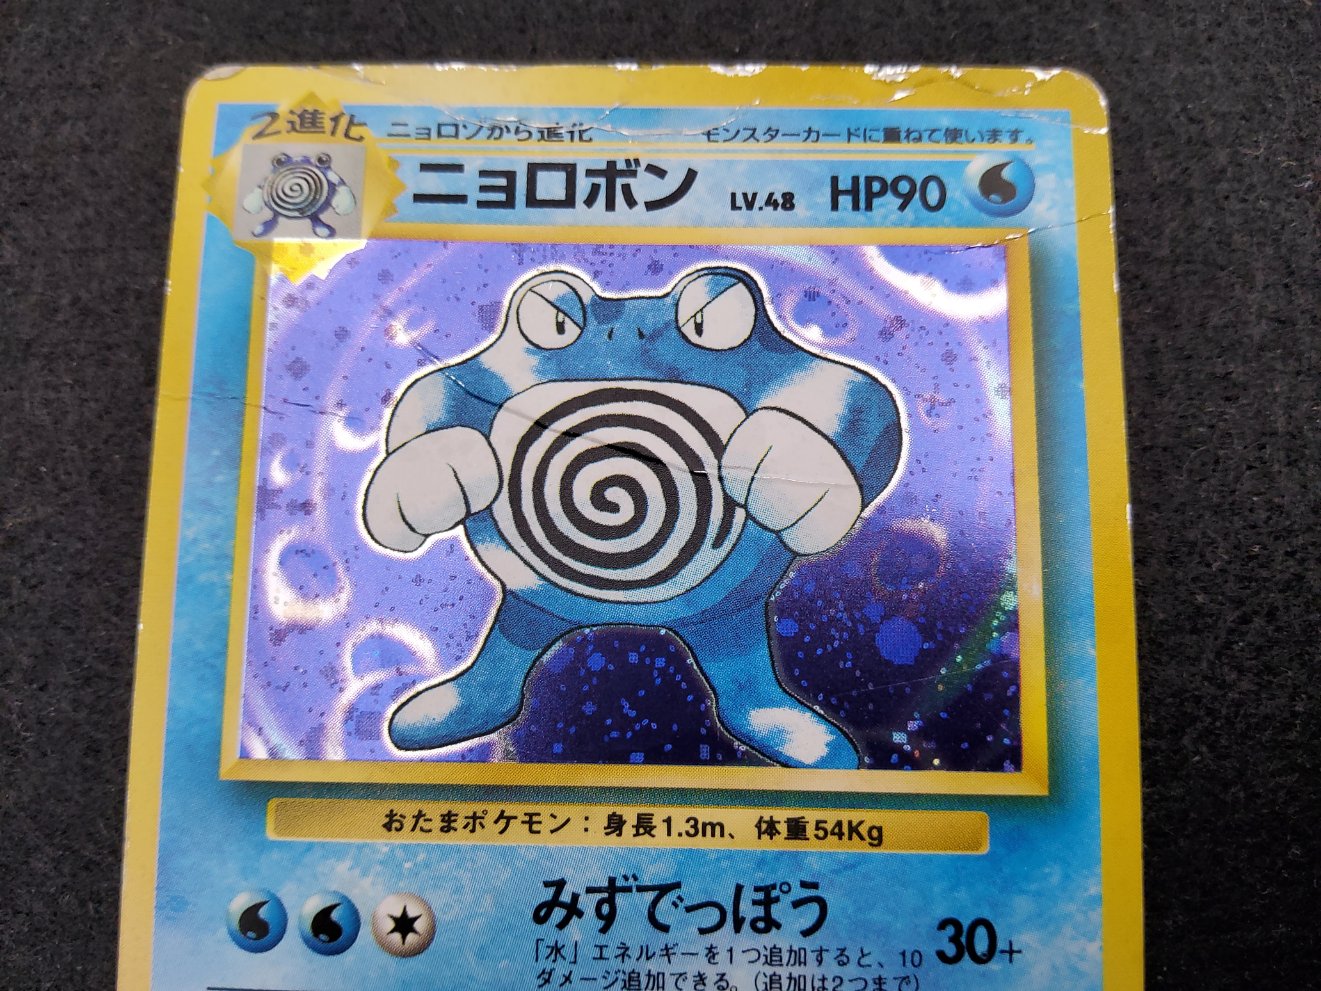 2進化 ニョロゾから進化 モンスターカードに重ねて使います。
ニョロボン LV.48 HP90
おたまポケモン：身長1.3m、体重54Kg
みずでっぽう 30+
「水」エネルギーを1つ追加すると、10
ダメージ追加できる。（追加は2つまで）